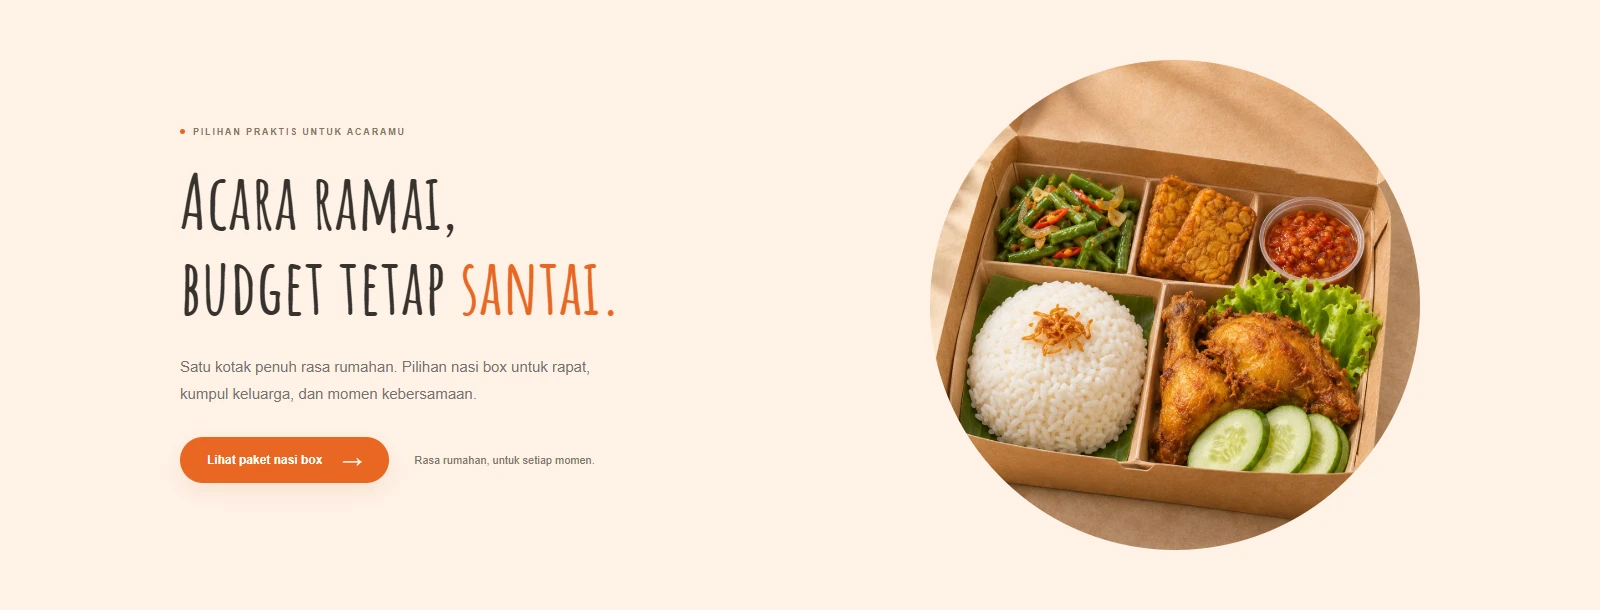 PILIHAN PRAKTIS UNTUK ACARAMU
ACARA RAMAI,
BUDGET TETAP SANTAI.
Satu kotak penuh rasa rumahan. Pilihan nasi box untuk rapat,
kumpul keluarga, dan momen kebersamaan.
Lihat paket nasi box →
Rasa rumahan, untuk setiap momen.